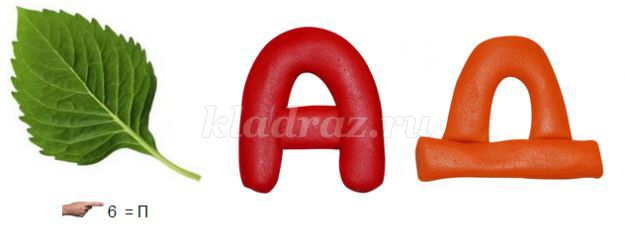 А Д
kladraz.ru
6 = П